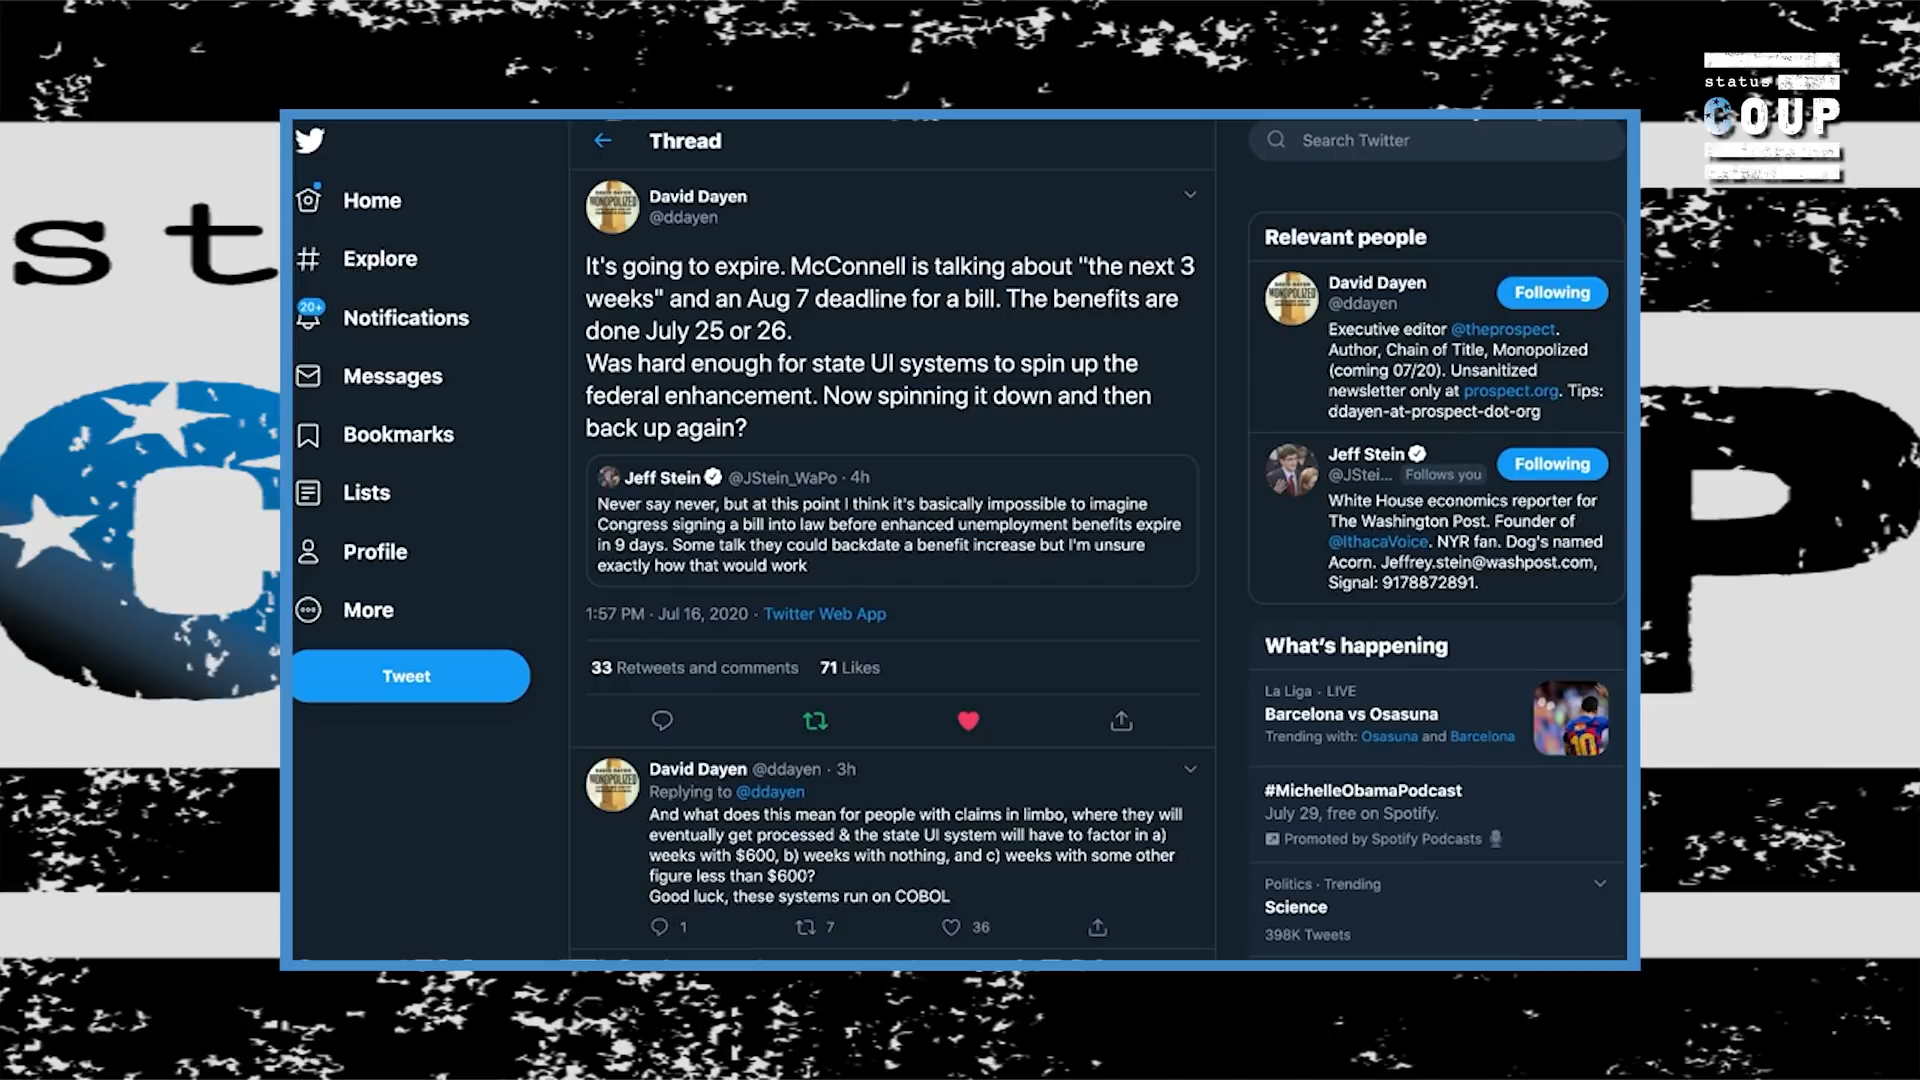 status
COUP
st
C
P
Thread
Search Twitter
Home
Explore
20+
Notifications
Messages
Bookmarks
Lists
Profile
More
Tweet
David Dayen
@ddayen
It's going to expire. McConnell is talking about "the next 3
weeks" and an Aug 7 deadline for a bill. The benefits are
done July 25 or 26.
Was hard enough for state UI systems to spin up the
federal enhancement. Now spinning it down and then
back up again?
Jeff Stein @JStein_WaPo · 4h
Never say never, but at this point I think it's basically impossible to imagine
Congress signing a bill into law before enhanced unemployment benefits expire
in 9 days. Some talk they could backdate a benefit increase but I'm unsure
exactly how that would work
1:57 PM · Jul 16, 2020 · Twitter Web App
33 Retweets and comments 71 Likes
MONOPOLIZED
David Dayen @ddayen · 3h
Replying to @ddayen
And what does this mean for people with claims in limbo, where they will
eventually get processed & the state UI system will have to factor in a)
weeks with $600, b) weeks with nothing, and c) weeks with some other
figure less than $600?
Good luck, these systems run on COBOL
1 7 36
Relevant people
David Dayen
@ddayen
Following
Executive editor @theprospect.
Author, Chain of Title, Monopolized
(coming 07/20). Unsanitized
newsletter only at prospect.org. Tips:
ddayen-at-prospect-dot-org
Jeff Stein
@JStei... Follows you
Following
White House economics reporter for
The Washington Post. Founder of
@IthacaVoice. NYR fan. Dog's named
Acorn. Jeffrey.stein@washpost.com,
Signal: 9178872891.
What's happening
La Liga · LIVE
Barcelona vs Osasuna
Trending with: Osasuna and Barcelona
10
#MichelleObamaPodcast
July 29, free on Spotify.
Promoted by Spotify Podcasts
Politics · Trending
Science
398K Tweets